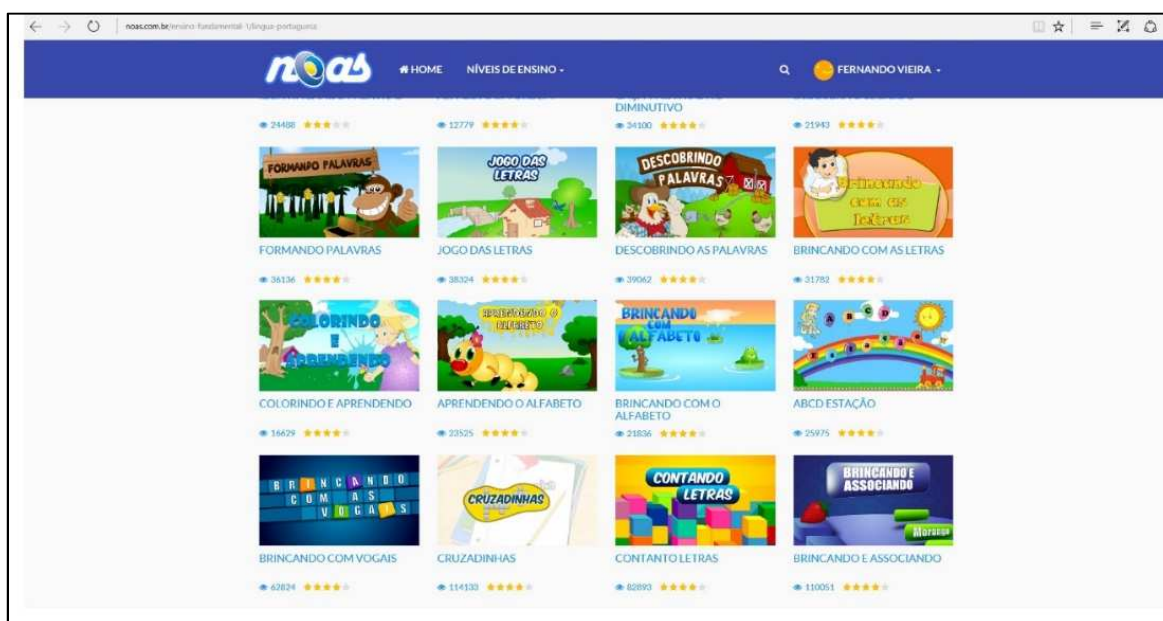 noas.com.br/ensino-fundamental-1/lingua-portuguesa
noas HOME NÍVEIS DE ENSINO FERNANDO VIEIRA
DIMINUTIVO
24488 12779 34100 21943
FORMANDO PALAVRAS JOGO DAS LETRAS DESCOBRINDO PALAVRAS Brincando com as letras
FORMANDO PALAVRAS JOGO DAS LETRAS DESCOBRINDO AS PALAVRAS BRINCANDO COM AS LETRAS
36136 38324 39062 31782
COLORINDO E APRENDENDO APRENDENDO O ALFABETO BRINCANDO COM O ALFABETO A B C D
COLORINDO E APRENDENDO APRENDENDO O ALFABETO BRINCANDO COM O ABCD ESTAÇÃO
ALFABETO
16629 23525 21836 25975
BRINCANDO COM AS VOGAIS CRUZADINHAS CONTANDO LETRAS BRINCANDO E ASSOCIANDO Morango
BRINCANDO COM VOGAIS CRUZADINHAS CONTANTO LETRAS BRINCANDO E ASSOCIANDO
62824 114133 82893 110051